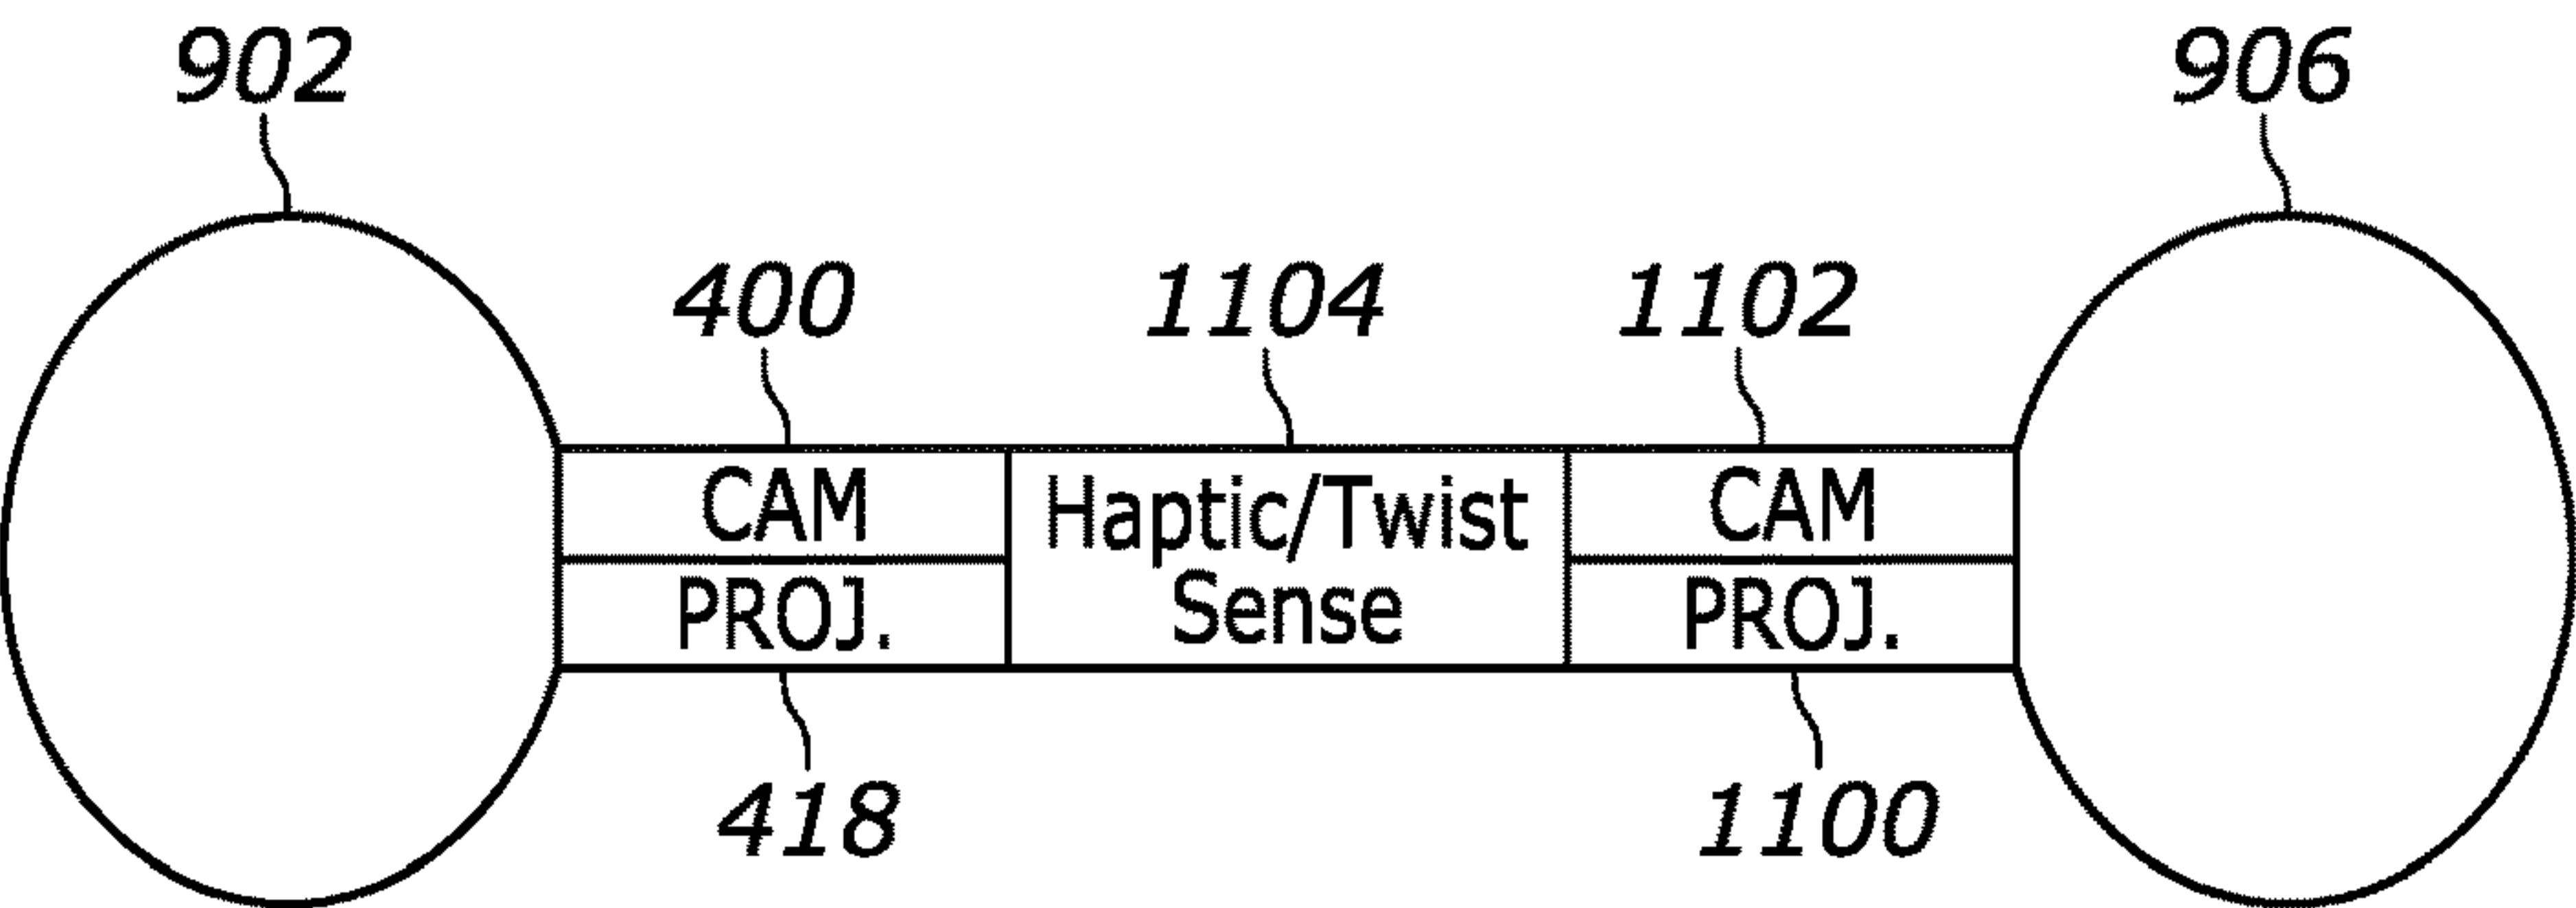 902
906
400
1104
1102
CAM
Haptic/Twist
Sense
CAM
PROJ.
PROJ.
418
1100